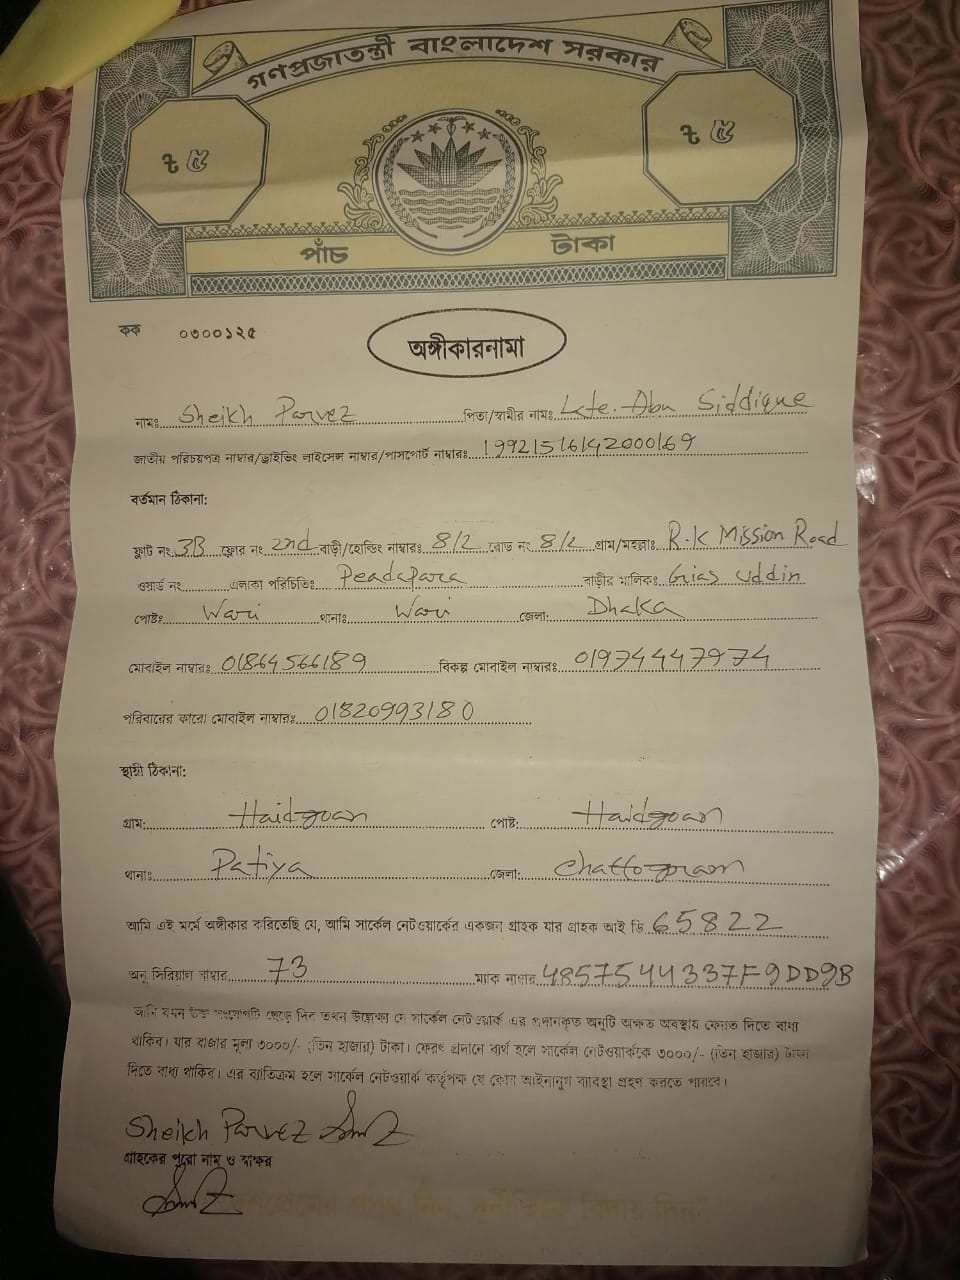 গণপ্রজাতন্ত্রী বাংলাদেশ সরকার
৳ ৫
৳ ৫
পাঁচ টাকা
কক ০৩০০১২৫
অঙ্গীকারনামা
নামঃ Sheikh Parvez পিতা/স্বামীর নামঃ Late. Abu Siddique
জাতীয় পরিচয়পত্র নাম্বার/ড্রাইভিং লাইসেন্স নাম্বার/পাসপোর্ট নাম্বারঃ 19921516142000169
বর্তমান ঠিকানা:
ফ্লাট নং 3B ফ্লোর নং 2nd বাড়ী/হোল্ডিং নাম্বারঃ 8/2 রোড নং 8/2 গ্রাম/মহল্লাঃ R.K Mission Road
ওয়ার্ড নং এলাকা পরিচিতিঃ Peadapara বাড়ীর মালিকঃ Gias Uddin
পোষ্টঃ Wari থানাঃ Wari জেলা: Dhaka
মোবাইল নাম্বারঃ 01864566189 বিকল্প মোবাইল নাম্বারঃ 01974447974
পরিবারের কারো মোবাইল নাম্বারঃ 01820993180
স্থায়ী ঠিকানা:
গ্রাম: Haidgoan পোষ্ট: Haidgoan
থানাঃ Patiya জেলা: Chattogram
আমি এই মর্মে অঙ্গীকার করিতেছি যে, আমি সার্কেল নেটওয়ার্কের একজন গ্রাহক যার গ্রাহক আই ডি 65822
অনু সিরিয়াল নাম্বার 73 ম্যাক নাম্বার 4857544337F9DD9B
আমি যখন উক্ত সংযোগটি ছেড়ে দিব তখন উল্লেখ্য যে সার্কেল নেটওয়ার্ক এর প্রদানকৃত অনুটি অক্ষত অবস্থায় ফেরত দিতে বাধ্য
থাকিব। যার বাজার মূল্য ৩০০০/- (তিন হাজার) টাকা। ফেরৎ প্রদানে ব্যর্থ হলে সার্কেল নেটওয়ার্ককে ৩০০০/- (তিন হাজার) টাকা
দিতে বাধ্য থাকিব। এর ব্যতিক্রম হলে সার্কেল নেটওয়ার্ক কর্তৃপক্ষ যে কোন আইনানুগ ব্যবস্থা গ্রহণ করতে পারবে।
Sheikh Parvez
গ্রাহকের পুরো নাম ও স্বাক্ষর
দেশপ্রেমের শপথ নিন, দুর্নীতিকে বিদায় দিন"